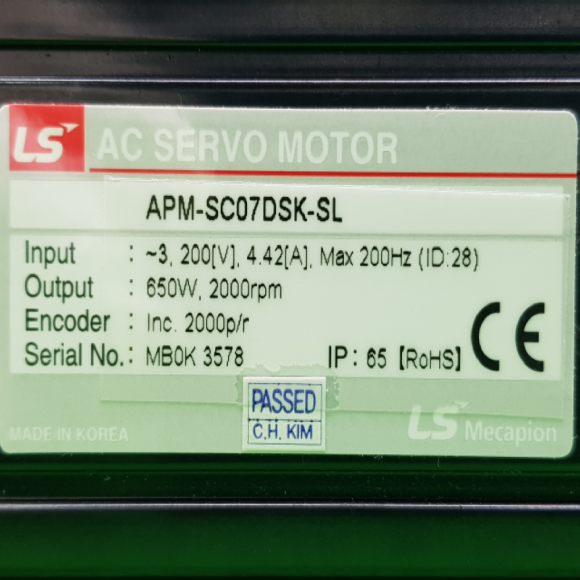 LS AC SERVO MOTOR
APM-SC07DSK-SL
Input : ~3, 200[V], 4.42[A], Max 200Hz (ID:28)
Output : 650W, 2000rpm
Encoder : Inc. 2000p/r
Serial No. : MB0K 3578 IP : 65 【RoHS】
CE
PASSED
C.H. KIM
MADE IN KOREA
LS Mecapion